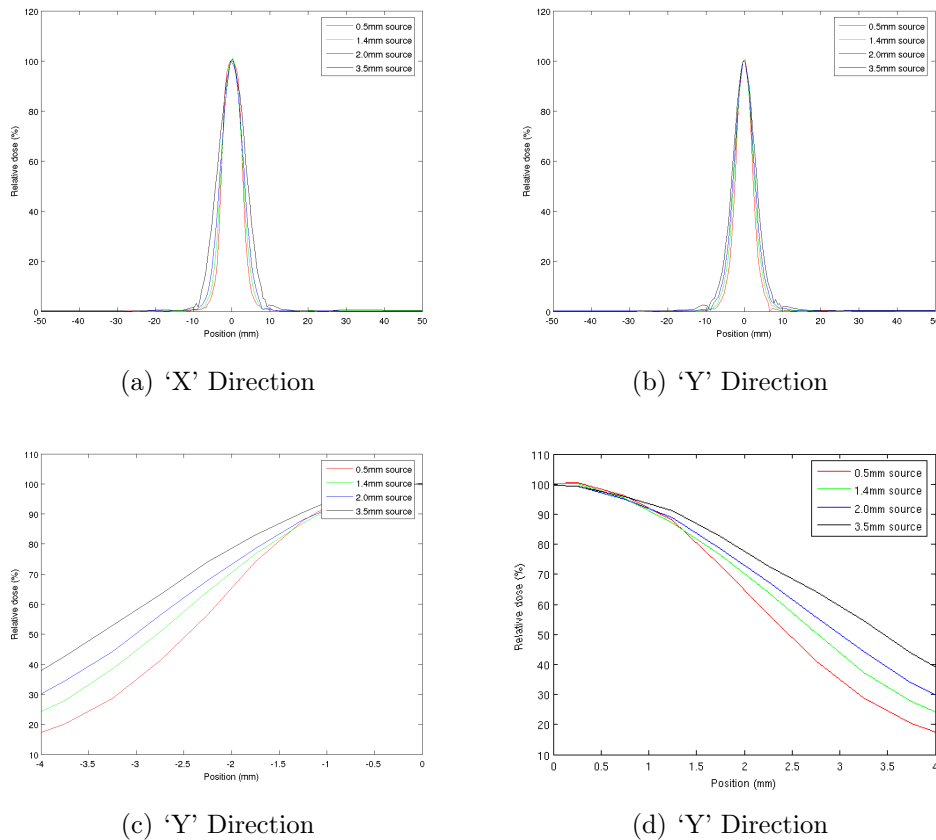 120
100
80
60
40
20
0
Relative dose (%)
-50 -40 -30 -20 -10 0 10 20 30 40 50
Position (mm)
0.5mm source
1.4mm source
2.0mm source
3.5mm source
(a) ‘X’ Direction
120
100
80
60
40
20
0
Relative dose (%)
-50 -40 -30 -20 -10 0 10 20 30 40 50
Position (mm)
0.5mm source
1.4mm source
2.0mm source
3.5mm source
(b) ‘Y’ Direction
110
100
90
80
70
60
50
40
30
20
10
Relative dose (%)
-4 -3.5 -3 -2.5 -2 -1.5 -1 -0.5 0
Position (mm)
0.5mm source
1.4mm source
2.0mm source
3.5mm source
(c) ‘Y’ Direction
110
100
90
80
70
60
50
40
30
20
10
Relative dose (%)
0 0.5 1 1.5 2 2.5 3 3.5 4
Position (mm)
0.5mm source
1.4mm source
2.0mm source
3.5mm source
(d) ‘Y’ Direction